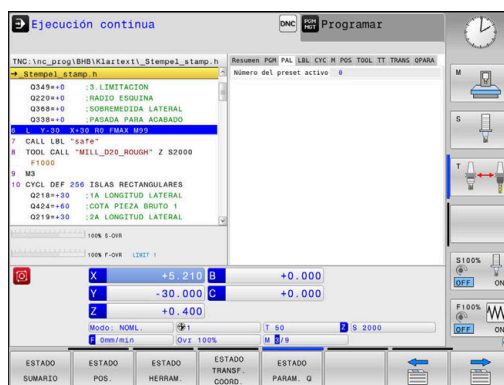 Ejecución continua
DNC
PGM MGT
Programar
TNC:\nc_prog\BHB\Klartext\_Stempel_stamp.h
→_Stempel_stamp.h
Q349=+0 ;3.LIMITACION
Q220=+0 ;RADIO ESQUINA
Q368=+0 ;SOBREMEDIDA LATERAL
Q338=+0 ;PASADA PARA ACABADO
6 L Y-30 X+30 R0 FMAX M99
7 CALL LBL "safe"
8 TOOL CALL "MILL_D20_ROUGH" Z S2000
F1000
9 M3
10 CYCL DEF 256 ISLAS RECTANGULARES
Q218=+30 ;1A LONGITUD LATERAL
Q424=+60 ;COTA PIEZA BRUTO 1
Q219=+30 ;2A LONGITUD LATERAL
Resumen PGM PAL LBL CYC M POS TOOL TT TRANS QPARA
Número del preset activo 0
100% S-OVR
100% F-OVR LIMIT 1
X +5.210 B +0.000
Y -30.000 C +0.000
Z +0.400
Modo: NOML. 1 T 50 Z S 2000
F 0mm/min Ovr 100% M 3/9
ESTADO SUMARIO
ESTADO POS.
ESTADO HERRAM.
ESTADO TRANSF. COORD.
ESTADO PARAM. Q
M
S
T
S100%
OFF ON
F100%
OFF ON